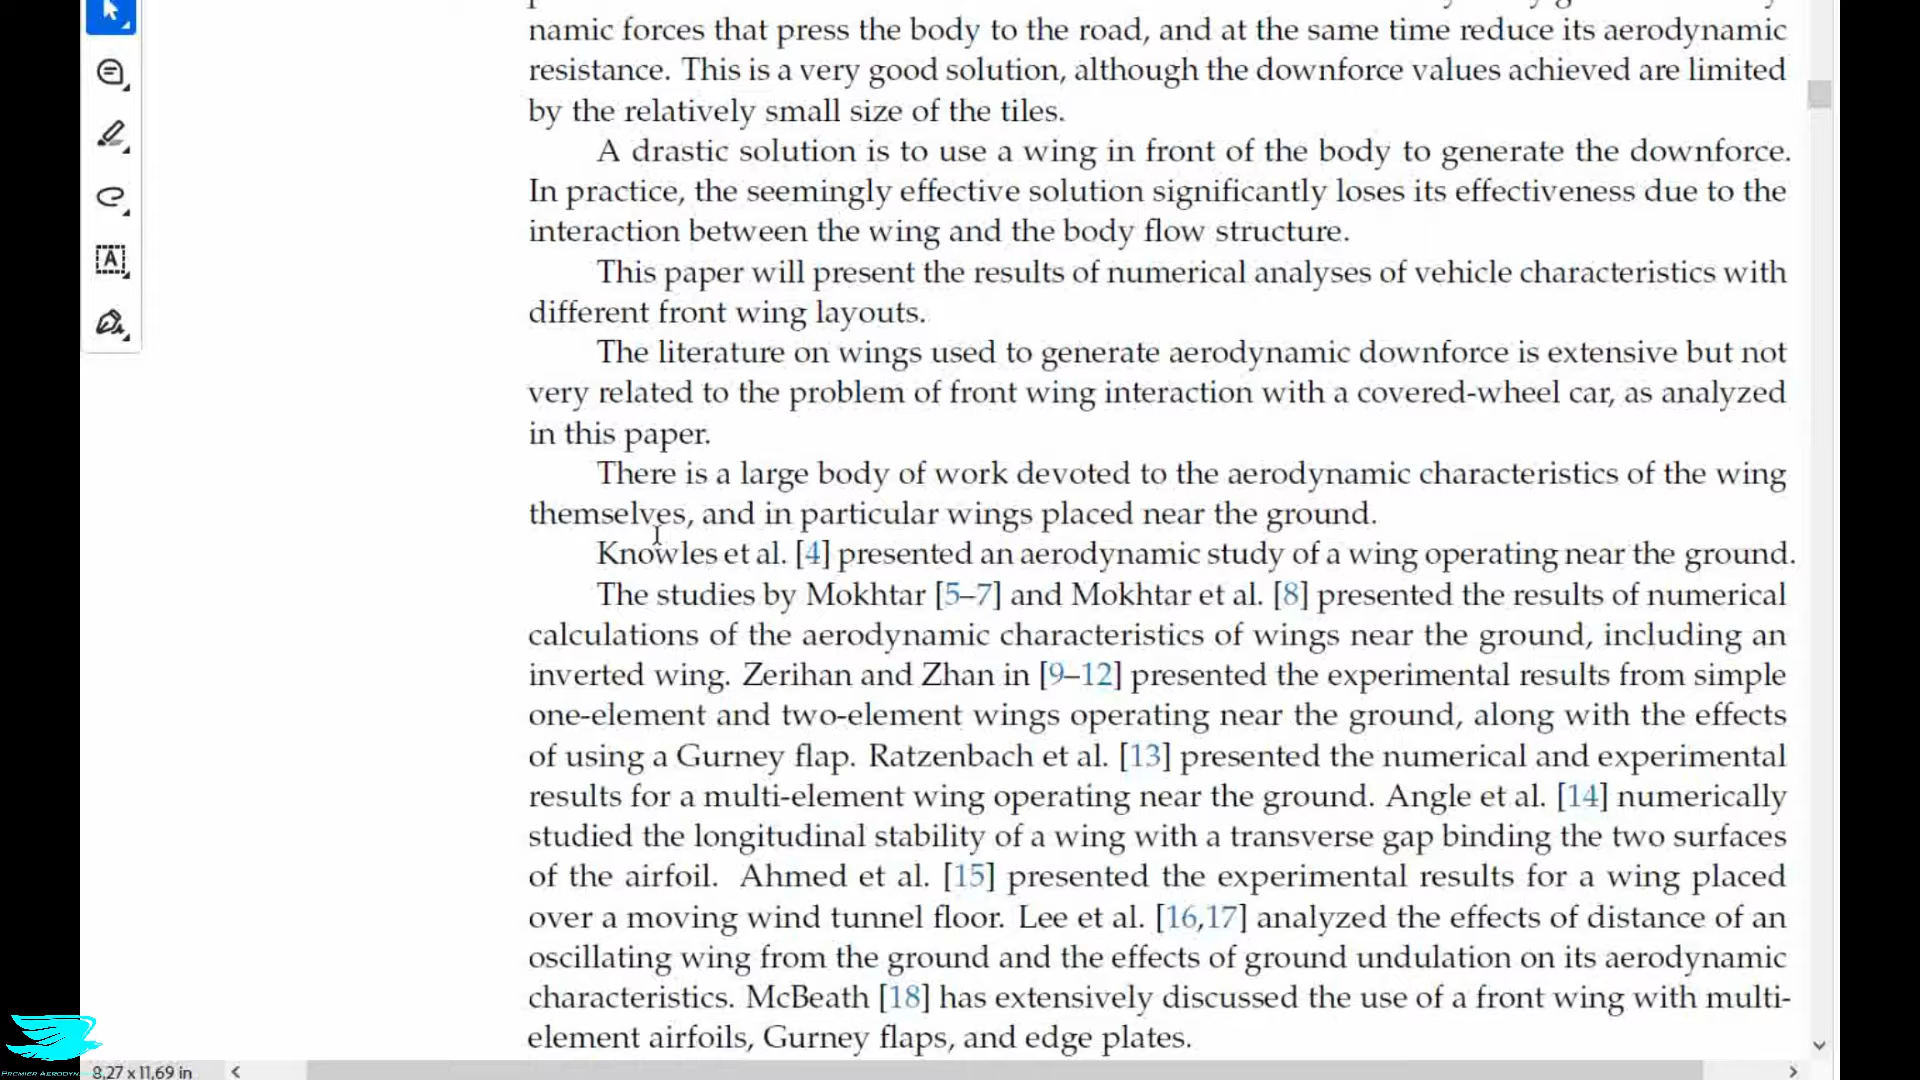 namic forces that press the body to the road, and at the same time reduce its aerodynamic
resistance. This is a very good solution, although the downforce values achieved are limited
by the relatively small size of the tiles.
A drastic solution is to use a wing in front of the body to generate the downforce.
In practice, the seemingly effective solution significantly loses its effectiveness due to the
interaction between the wing and the body flow structure.
This paper will present the results of numerical analyses of vehicle characteristics with
different front wing layouts.
The literature on wings used to generate aerodynamic downforce is extensive but not
very related to the problem of front wing interaction with a covered-wheel car, as analyzed
in this paper.
There is a large body of work devoted to the aerodynamic characteristics of the wing
themselves, and in particular wings placed near the ground.
Knowles et al. [4] presented an aerodynamic study of a wing operating near the ground.
The studies by Mokhtar [5–7] and Mokhtar et al. [8] presented the results of numerical
calculations of the aerodynamic characteristics of wings near the ground, including an
inverted wing. Zerihan and Zhan in [9–12] presented the experimental results from simple
one-element and two-element wings operating near the ground, along with the effects
of using a Gurney flap. Ratzenbach et al. [13] presented the numerical and experimental
results for a multi-element wing operating near the ground. Angle et al. [14] numerically
studied the longitudinal stability of a wing with a transverse gap binding the two surfaces
of the airfoil. Ahmed et al. [15] presented the experimental results for a wing placed
over a moving wind tunnel floor. Lee et al. [16,17] analyzed the effects of distance of an
oscillating wing from the ground and the effects of ground undulation on its aerodynamic
characteristics. McBeath [18] has extensively discussed the use of a front wing with multi-
element airfoils, Gurney flaps, and edge plates.
8,27 x 11,69 in